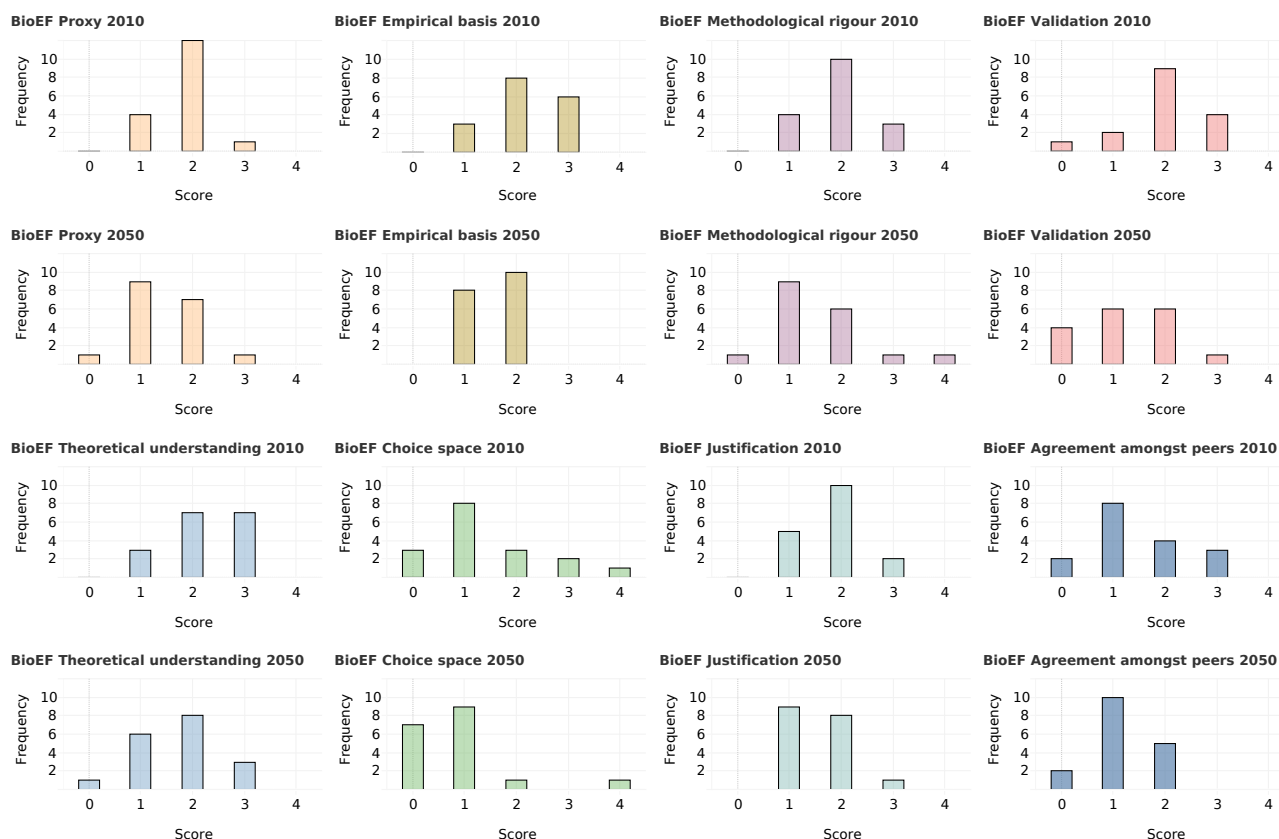 BioEF Proxy 2010
Frequency
10
8
6
4
2
0 1 2 3 4
Score
BioEF Empirical basis 2010
Frequency
10
8
6
4
2
0 1 2 3 4
Score
BioEF Methodological rigour 2010
Frequency
10
8
6
4
2
0 1 2 3 4
Score
BioEF Validation 2010
Frequency
10
8
6
4
2
0 1 2 3 4
Score
BioEF Proxy 2050
Frequency
10
8
6
4
2
0 1 2 3 4
Score
BioEF Empirical basis 2050
Frequency
10
8
6
4
2
0 1 2 3 4
Score
BioEF Methodological rigour 2050
Frequency
10
8
6
4
2
0 1 2 3 4
Score
BioEF Validation 2050
Frequency
10
8
6
4
2
0 1 2 3 4
Score
BioEF Theoretical understanding 2010
Frequency
10
8
6
4
2
0 1 2 3 4
Score
BioEF Choice space 2010
Frequency
10
8
6
4
2
0 1 2 3 4
Score
BioEF Justification 2010
Frequency
10
8
6
4
2
0 1 2 3 4
Score
BioEF Agreement amongst peers 2010
Frequency
10
8
6
4
2
0 1 2 3 4
Score
BioEF Theoretical understanding 2050
Frequency
10
8
6
4
2
0 1 2 3 4
Score
BioEF Choice space 2050
Frequency
10
8
6
4
2
0 1 2 3 4
Score
BioEF Justification 2050
Frequency
10
8
6
4
2
0 1 2 3 4
Score
BioEF Agreement amongst peers 2050
Frequency
10
8
6
4
2
0 1 2 3 4
Score